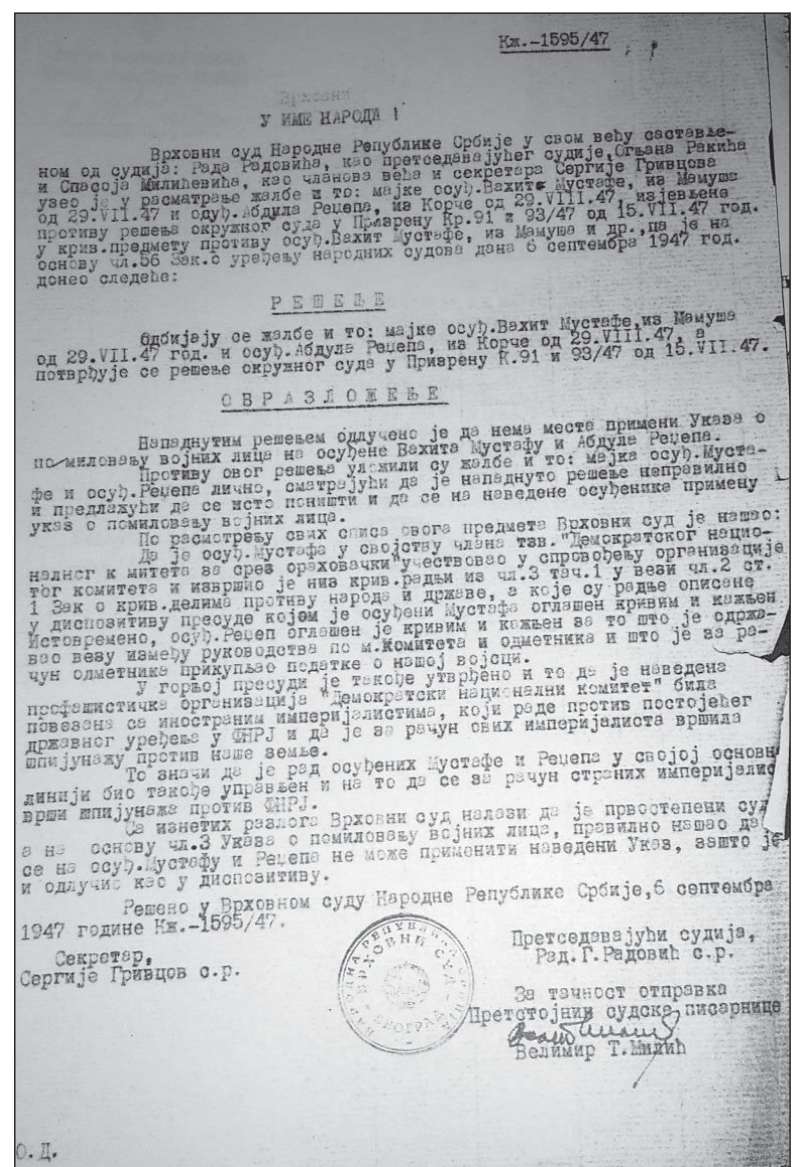 Кж.-1595/47
Врховни
У ИМЕ НАРОДА !
Врховни суд Народне Републике Србије у свом већу саставље-
ном од судија: Рада Радовића, као претседавајућег судије, Огњана Ракића
и Спасоја Милићевића, као чланова већа и секретара Сергије Гривцова
узео је у расматрање жалбе и то: мајке осуђ.Вахита Мустафе, из Мамуша
од 29.VII.47 и одуђ.Абдула Реџепа, из Корче од 29.VIII.47, изјевљене
противу решења окружног суда у Призрену Кр.91 и 93/47 од 15.VII.47 год.
у крив.предмету противу осуђ.Вахит Мустафе, из Мамуша и др.,па је на
основу чл.56 Зак.о уређењу народних судова дана 6 септембра 1947 год.
донео следеће:
Р Е Ш Е Њ Е
Одбијају се жалбе и то: мајке осуђ.Вахит Мустафе,из Мамуша
од 29.VII.47 год. и осуђ.Абдула Реџепа, из Корче од 29.VIII.47, а
потврђује се решење окружног суда у Призрену К.91 и 93/47 од 15.VII.47.
О В Р А З Л О Ж Е Њ Е
Нападнутим решењем одлучено је да нема места примени Указа о
помиловању војних лица на осуђене Вахита Мустафу и Абдула Реџепа.
Противу овог решења уложили су жалбе и то: мајка осуђ.Муста-
фе и осуђ.Реџепа лично, сматрајући да је нападнуто решење неправилно
и предлажући да се исто поништи и да се на наведене осуђенике примену
указ о помиловању војних лица.
По расмотрењу свих списа свога предмета Врховни суд је нашао:
Да је осуђ.Мустафа у својству члана тзв."Демократског нацио-
налног к митета за срез ораховачки"учествовао у спровођењу организације
тог комитета и извршио је низ крив.радњи из чл.3 тач.1 у вези чл.2 ст.
1 Зак о крив.делима противу народа и државе, а које су радње описане
у диспозитиву пресуде којом је осуђени Мустафа оглашен кривим и кажњен
Истовремено, осуђ.Реџеп оглашен је кривим и кажњен за то што је одржа-
вао везу између руководства по м.Комитета и одметника и што је за ра-
чун олметника прикупљао податке о нашој војсци.
У горњој пресуди је такође утврђено и то да је наведена
профашистичка организација "Демократски национални комитет" била
повезана са иностраним империјалистима, који раде против постојећег
државног уређења у ФНРЈ и да је за рачун ових империјалиста вршила
шпијунажу против наше земље.
То значи да је рад осуђених Мустафе и Реџепа у својој основн
линији био такође управљен и на то да се за рачун страних империјалис
врши шпијунажа против ФНРЈ.
Са изнетих разлога Врховни суд налази да је првостепени суд
а на основу чл.3 Указа о помиловању војних лица, правилно нашао да
се на осуђ.Мустафу и Реџепа не може применити наведени Указ, зашто је
и одлучио као у диспозитиву.
Решено у Врховном суду Народне Републике Србије,6 септембра
1947 године Кж.-1595/47.
Секретар,
Сергије Гривцов с.р.
НАРОДНА РЕПУБЛИКА СРБИЈА
ВРХОВНИ СУД
БЕОГРАД
Претседавајући судија,
Рад. Г.Радовић с.р.
За тачност отправка
Претстојник судске писарнице
Велимир Т.Милић
О. Д.